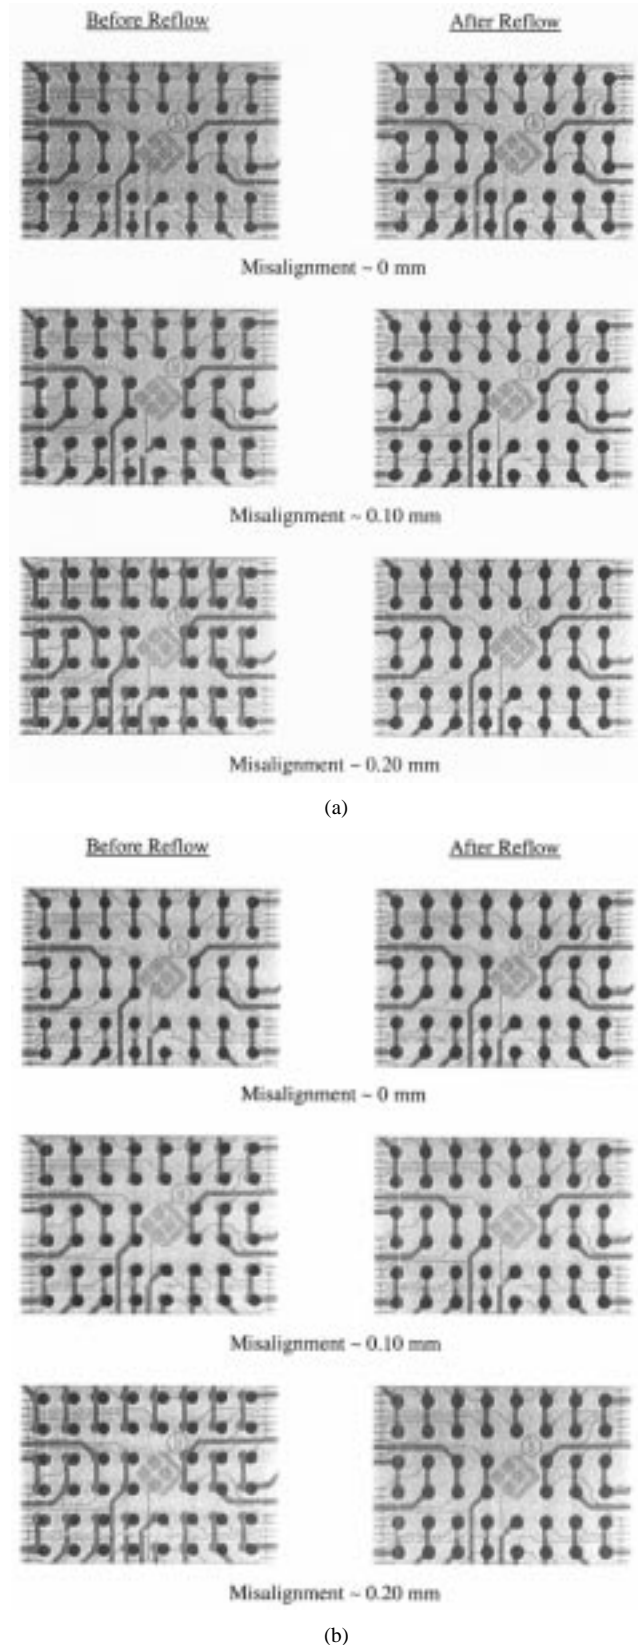 Before Reflow After Reflow
Misalignment ~ 0 mm
Misalignment ~ 0.10 mm
Misalignment ~ 0.20 mm
(a)
Before Reflow After Reflow
Misalignment ~ 0 mm
Misalignment ~ 0.10 mm
Misalignment ~ 0.20 mm
(b)